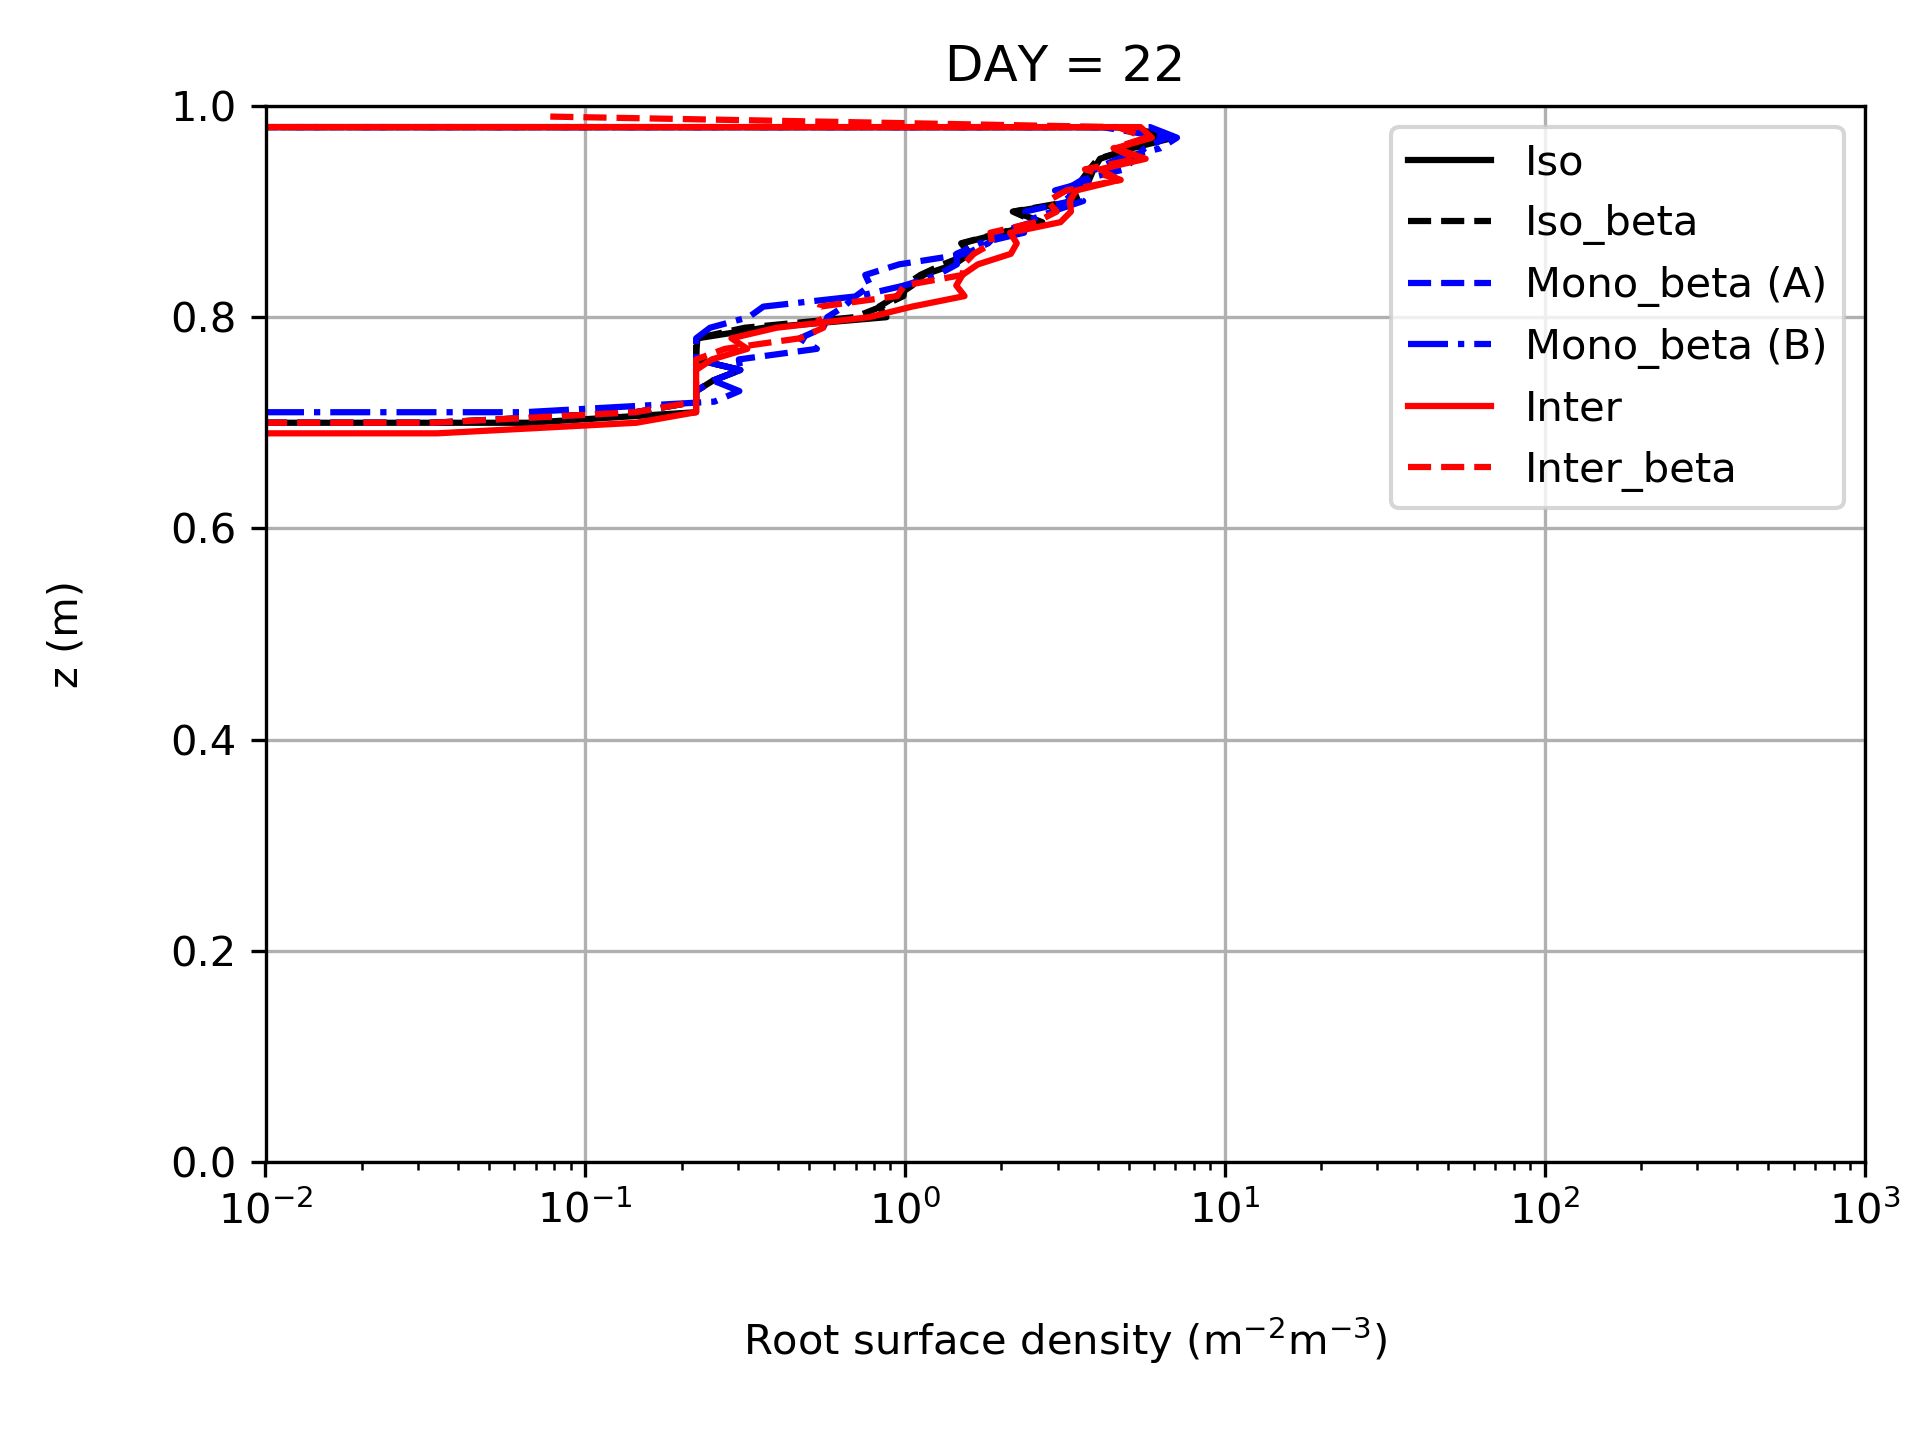 DAY = 22
1.0
0.8
0.6
0.4
0.2
0.0
z (m)
10⁻² 10⁻¹ 10⁰ 10¹ 10² 10³
Root surface density (m⁻²m⁻³)
Iso
Iso_beta
Mono_beta (A)
Mono_beta (B)
Inter
Inter_beta